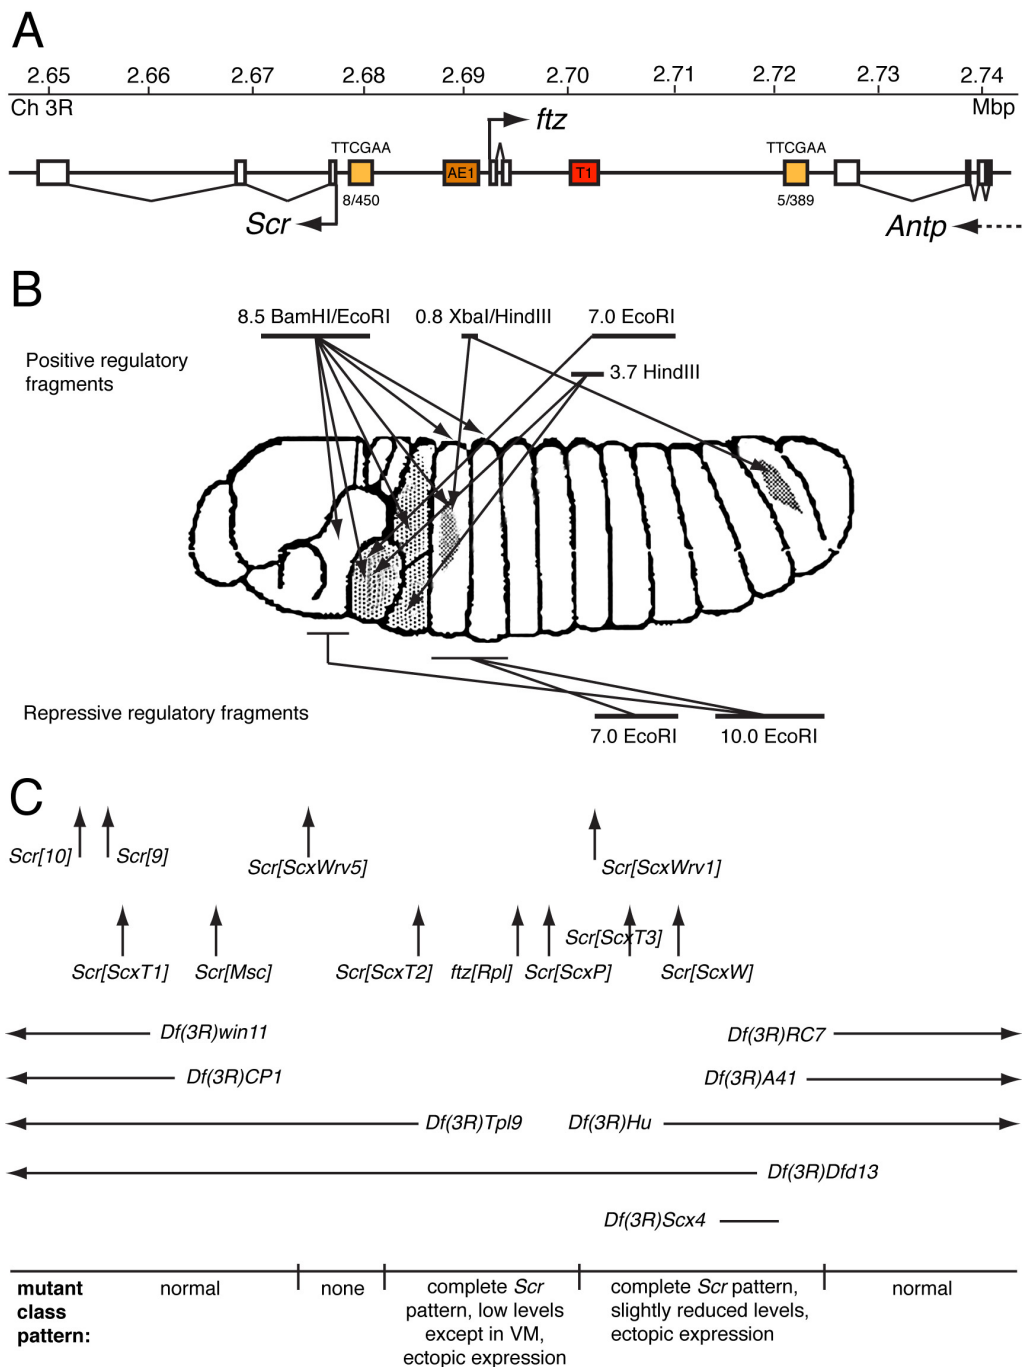 A
2.65 2.66 2.67 2.68 2.69 2.70 2.71 2.72 2.73 2.74
Ch 3R Mbp
ftz
TTCGAA TTCGAA
AE1 T1
8/450 5/389
Scr Antp
B
8.5 BamHI/EcoRI 0.8 XbaI/HindIII 7.0 EcoRI
Positive regulatory
fragments
3.7 HindIII
Repressive regulatory fragments
7.0 EcoRI 10.0 EcoRI
C
Scr[10] Scr[9] Scr[ScxWrv5] Scr[ScxWrv1]
Scr[ScxT3]
Scr[ScxT1] Scr[Msc] Scr[ScxT2] ftz[Rpl] Scr[ScxP] Scr[ScxW]
Df(3R)win11 Df(3R)RC7
Df(3R)CP1 Df(3R)A41
Df(3R)Tpl9 Df(3R)Hu
Df(3R)Dfd13
Df(3R)Scx4
mutant
class
pattern:
normal
none
complete Scr
pattern, low levels
except in VM,
ectopic expression
complete Scr pattern,
slightly reduced levels,
ectopic expression
normal